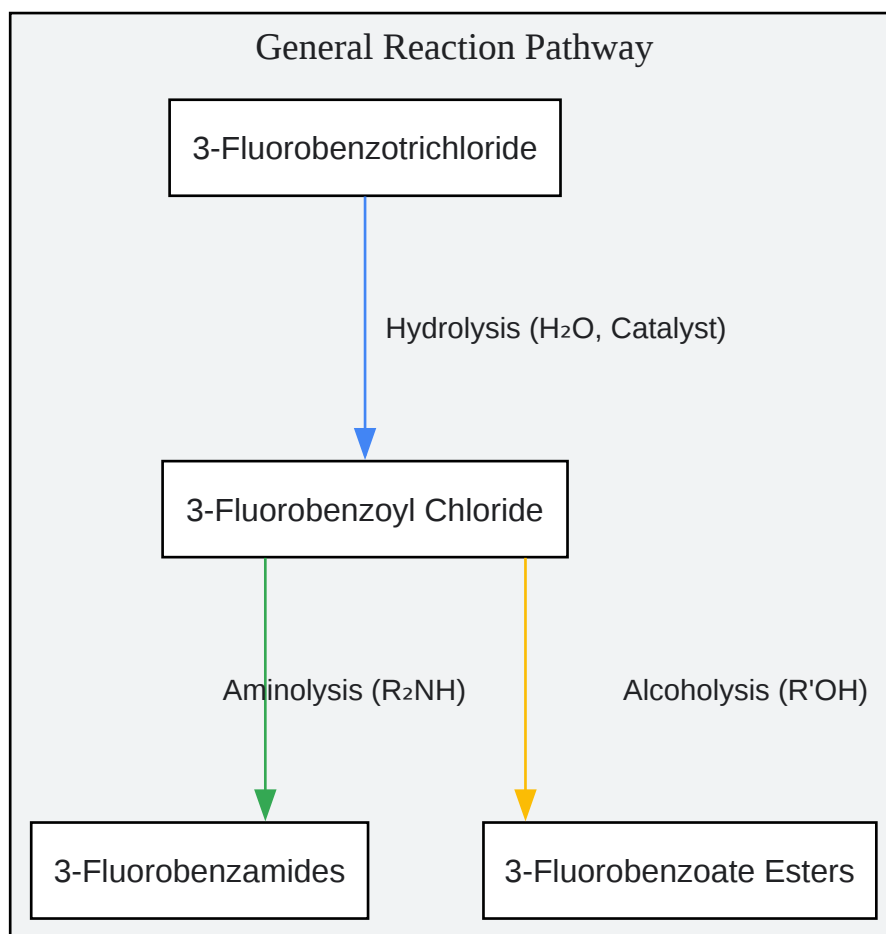 General Reaction Pathway
3-Fluorobenzotrichloride
Hydrolysis (H₂O, Catalyst)
3-Fluorobenzoyl Chloride
Aminolysis (R₂NH)
Alcoholysis (R'OH)
3-Fluorobenzamides
3-Fluorobenzoate Esters